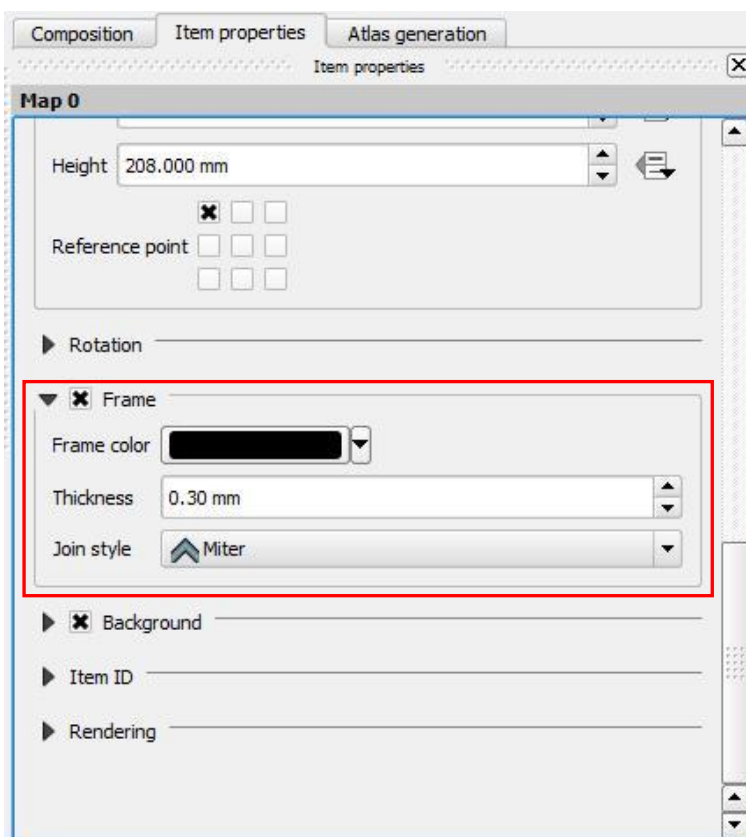 Composition Item properties Atlas generation
Item properties
Map 0
Height 208.000 mm
Reference point
Rotation
Frame
Frame color
Thickness 0.30 mm
Join style Miter
Background
Item ID
Rendering